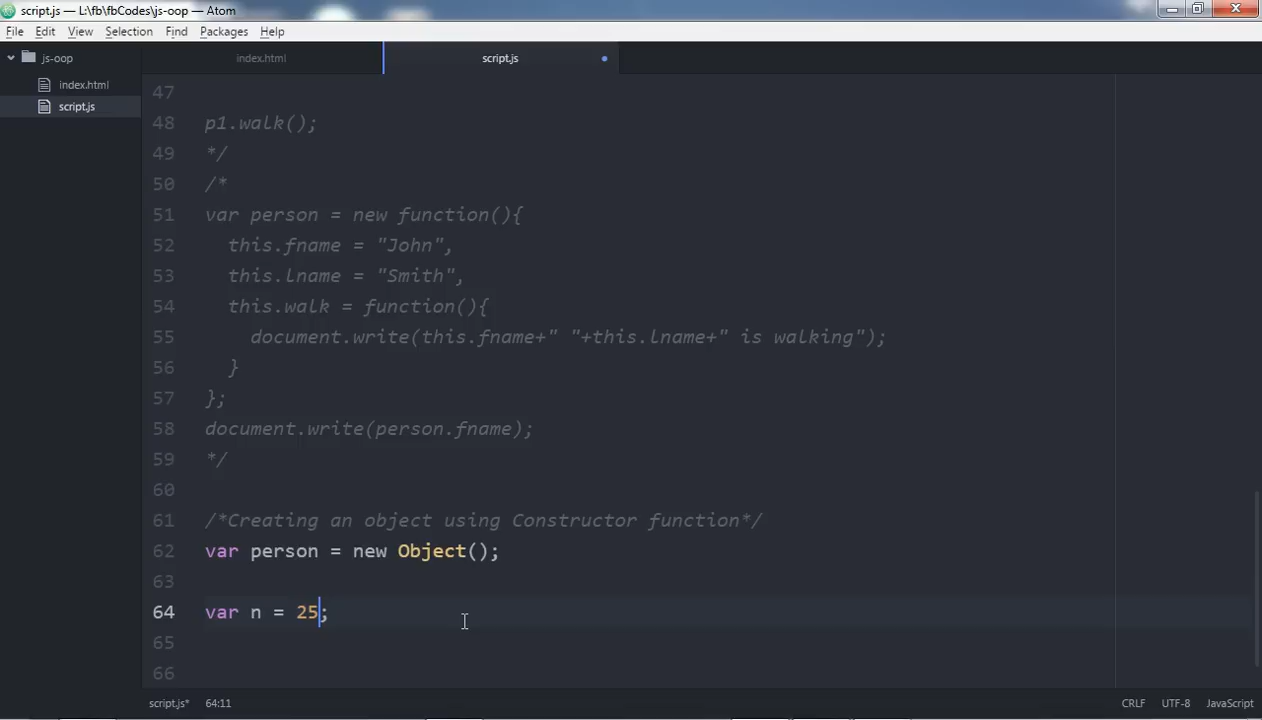 script.js — L:\fb\fbCodes\js-oop — Atom
File Edit View Selection Find Packages Help
js-oop
index.html
script.js
index.html script.js
47
48 p1.walk();
49 */
50 /*
51 var person = new function(){
52 this.fname = "John",
53 this.lname = "Smith",
54 this.walk = function(){
55 document.write(this.fname+" "+this.lname+" is walking");
56 }
57 };
58 document.write(person.fname);
59 */
60
61 /*Creating an object using Constructor function*/
62 var person = new Object();
63
64 var n = 25;
65
66
script.js* 64:11 CRLF UTF-8 JavaScript